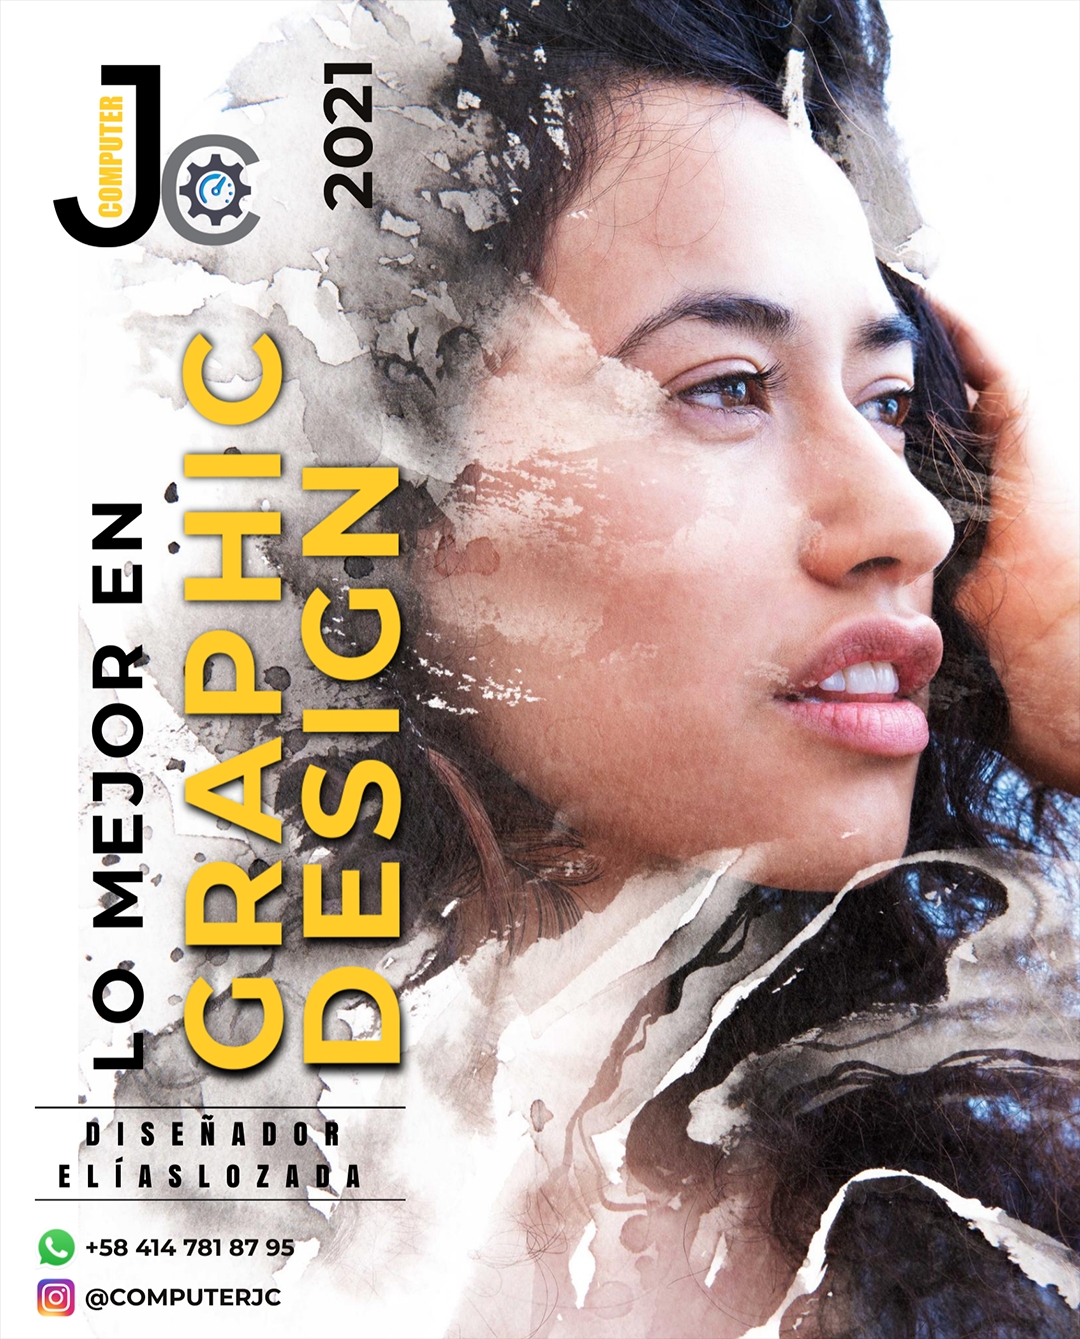 COMPUTER
JC
2021
LO MEJOR EN
GRAPHIC
DESIGN
DISEÑADOR
ELÍASLOZADA
+58 414 781 87 95
@COMPUTERJC